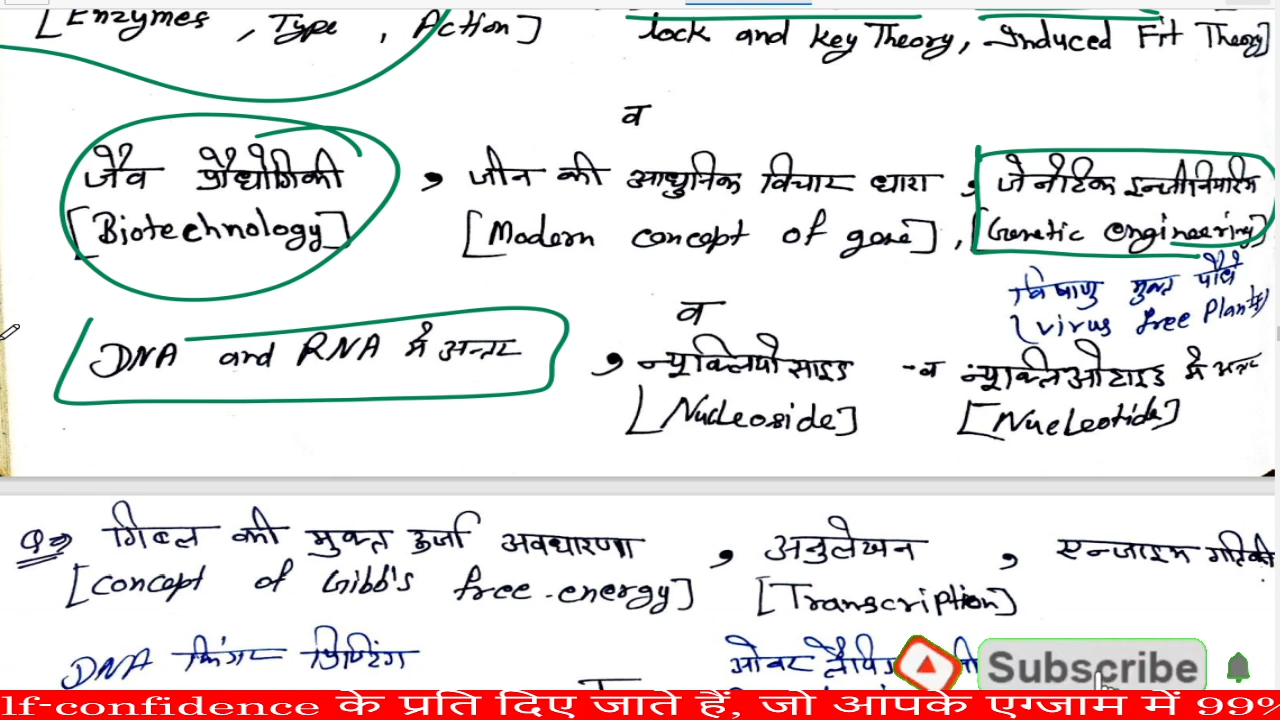 [Enzymes , Type , Action] lock and Key Theory, Induced Fit Theory]
व
जैव प्रौद्योगिकी , जीन की आधुनिक विचार धारा , जेनेटिक इन्जीनियरिंग
[Biotechnology] [Modern concept of gene] , [Genetic engineering]
विषाणु मुक्त पौधे
(virus free Plants)
व
DNA and RNA में अन्तर , न्यूक्लियोसाइड व न्यूक्लिओटाइड में अन्तर
[Nucleoside] [Nucleotide]
Q⇒ गिब्स की मुक्त ऊर्जा अवधारणा , अनुलेखन , एन्जाइम गतिकी
[concept of Gibb's free-energy] [Transcription]
DNA फिंगर प्रिण्टिंग ओवर
Subscribe
lf-confidence के प्रति दिए जाते हैं, जो आपके एग्जाम में 99%